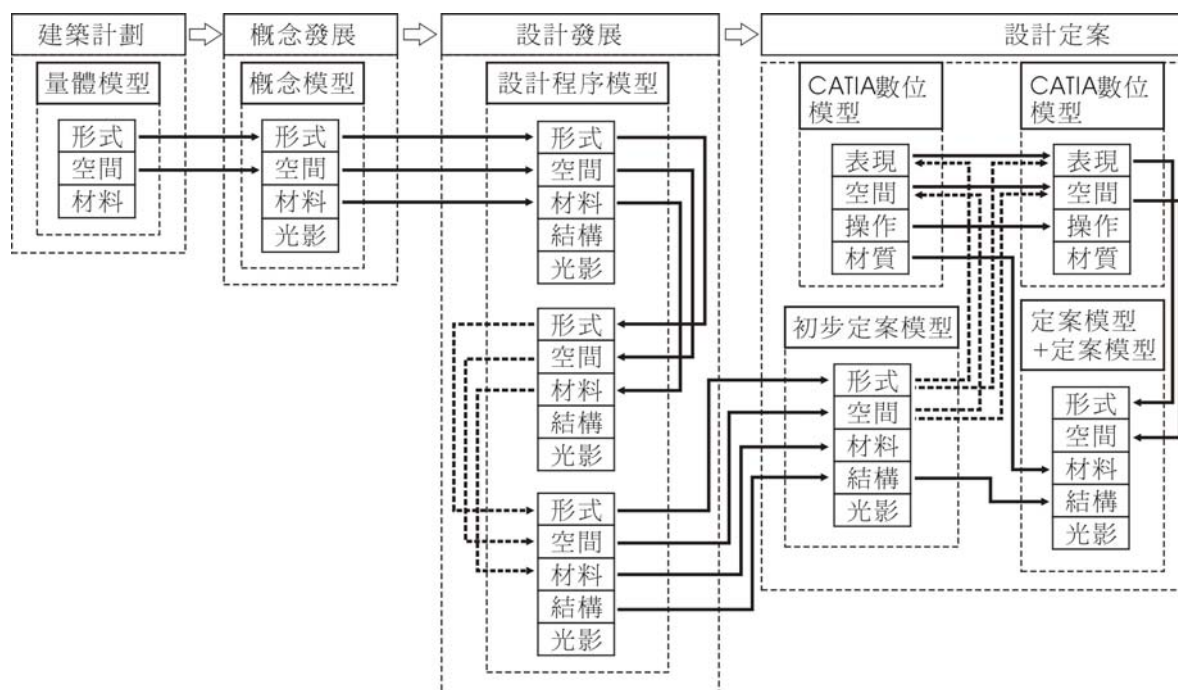 建築計劃
概念發展
設計發展
設計定案
量體模型
形式
空間
材料
概念模型
形式
空間
材料
光影
設計程序模型
形式
空間
材料
結構
光影
形式
空間
材料
結構
光影
形式
空間
材料
結構
光影
CATIA數位
模型
表現
空間
操作
材質
初步定案模型
形式
空間
材料
結構
光影
CATIA數位
模型
表現
空間
操作
材質
定案模型
+定案模型
形式
空間
材料
結構
光影